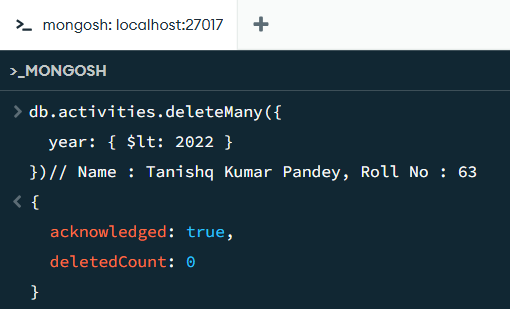 >_ mongosh: localhost:27017 +
>_MONGOSH
> db.activities.deleteMany({
year: { $lt: 2022 }
})// Name : Tanishq Kumar Pandey, Roll No : 63
< {
acknowledged: true,
deletedCount: 0
}